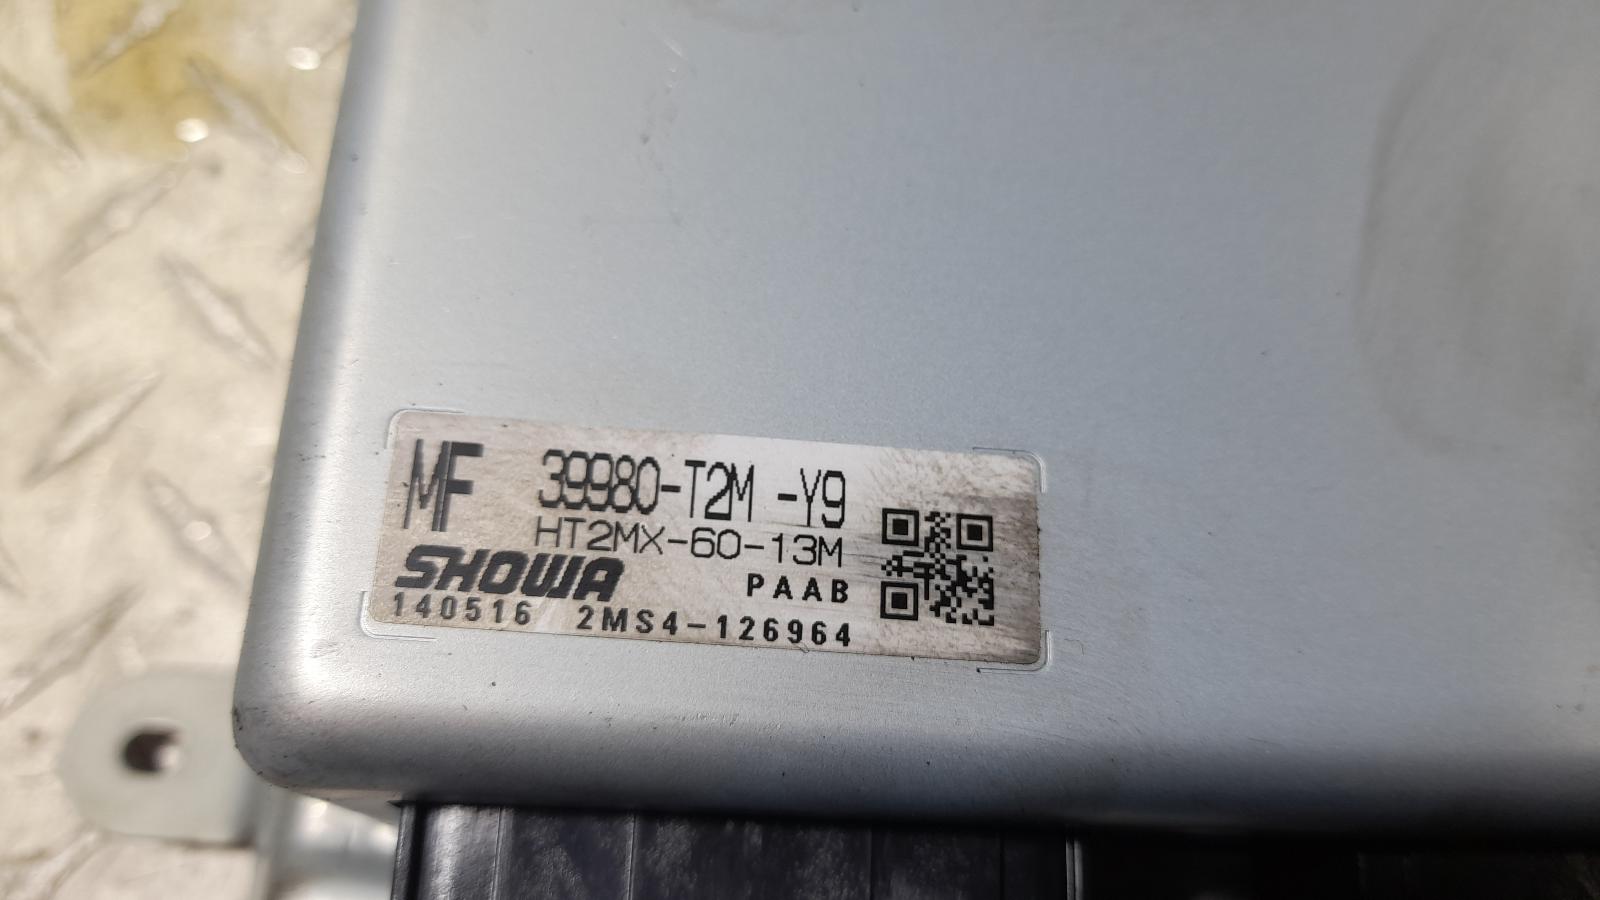 MF 39980-T2M -Y9
HT2MX-60-13M
SHOWA PAAB
140516 2MS4-126964